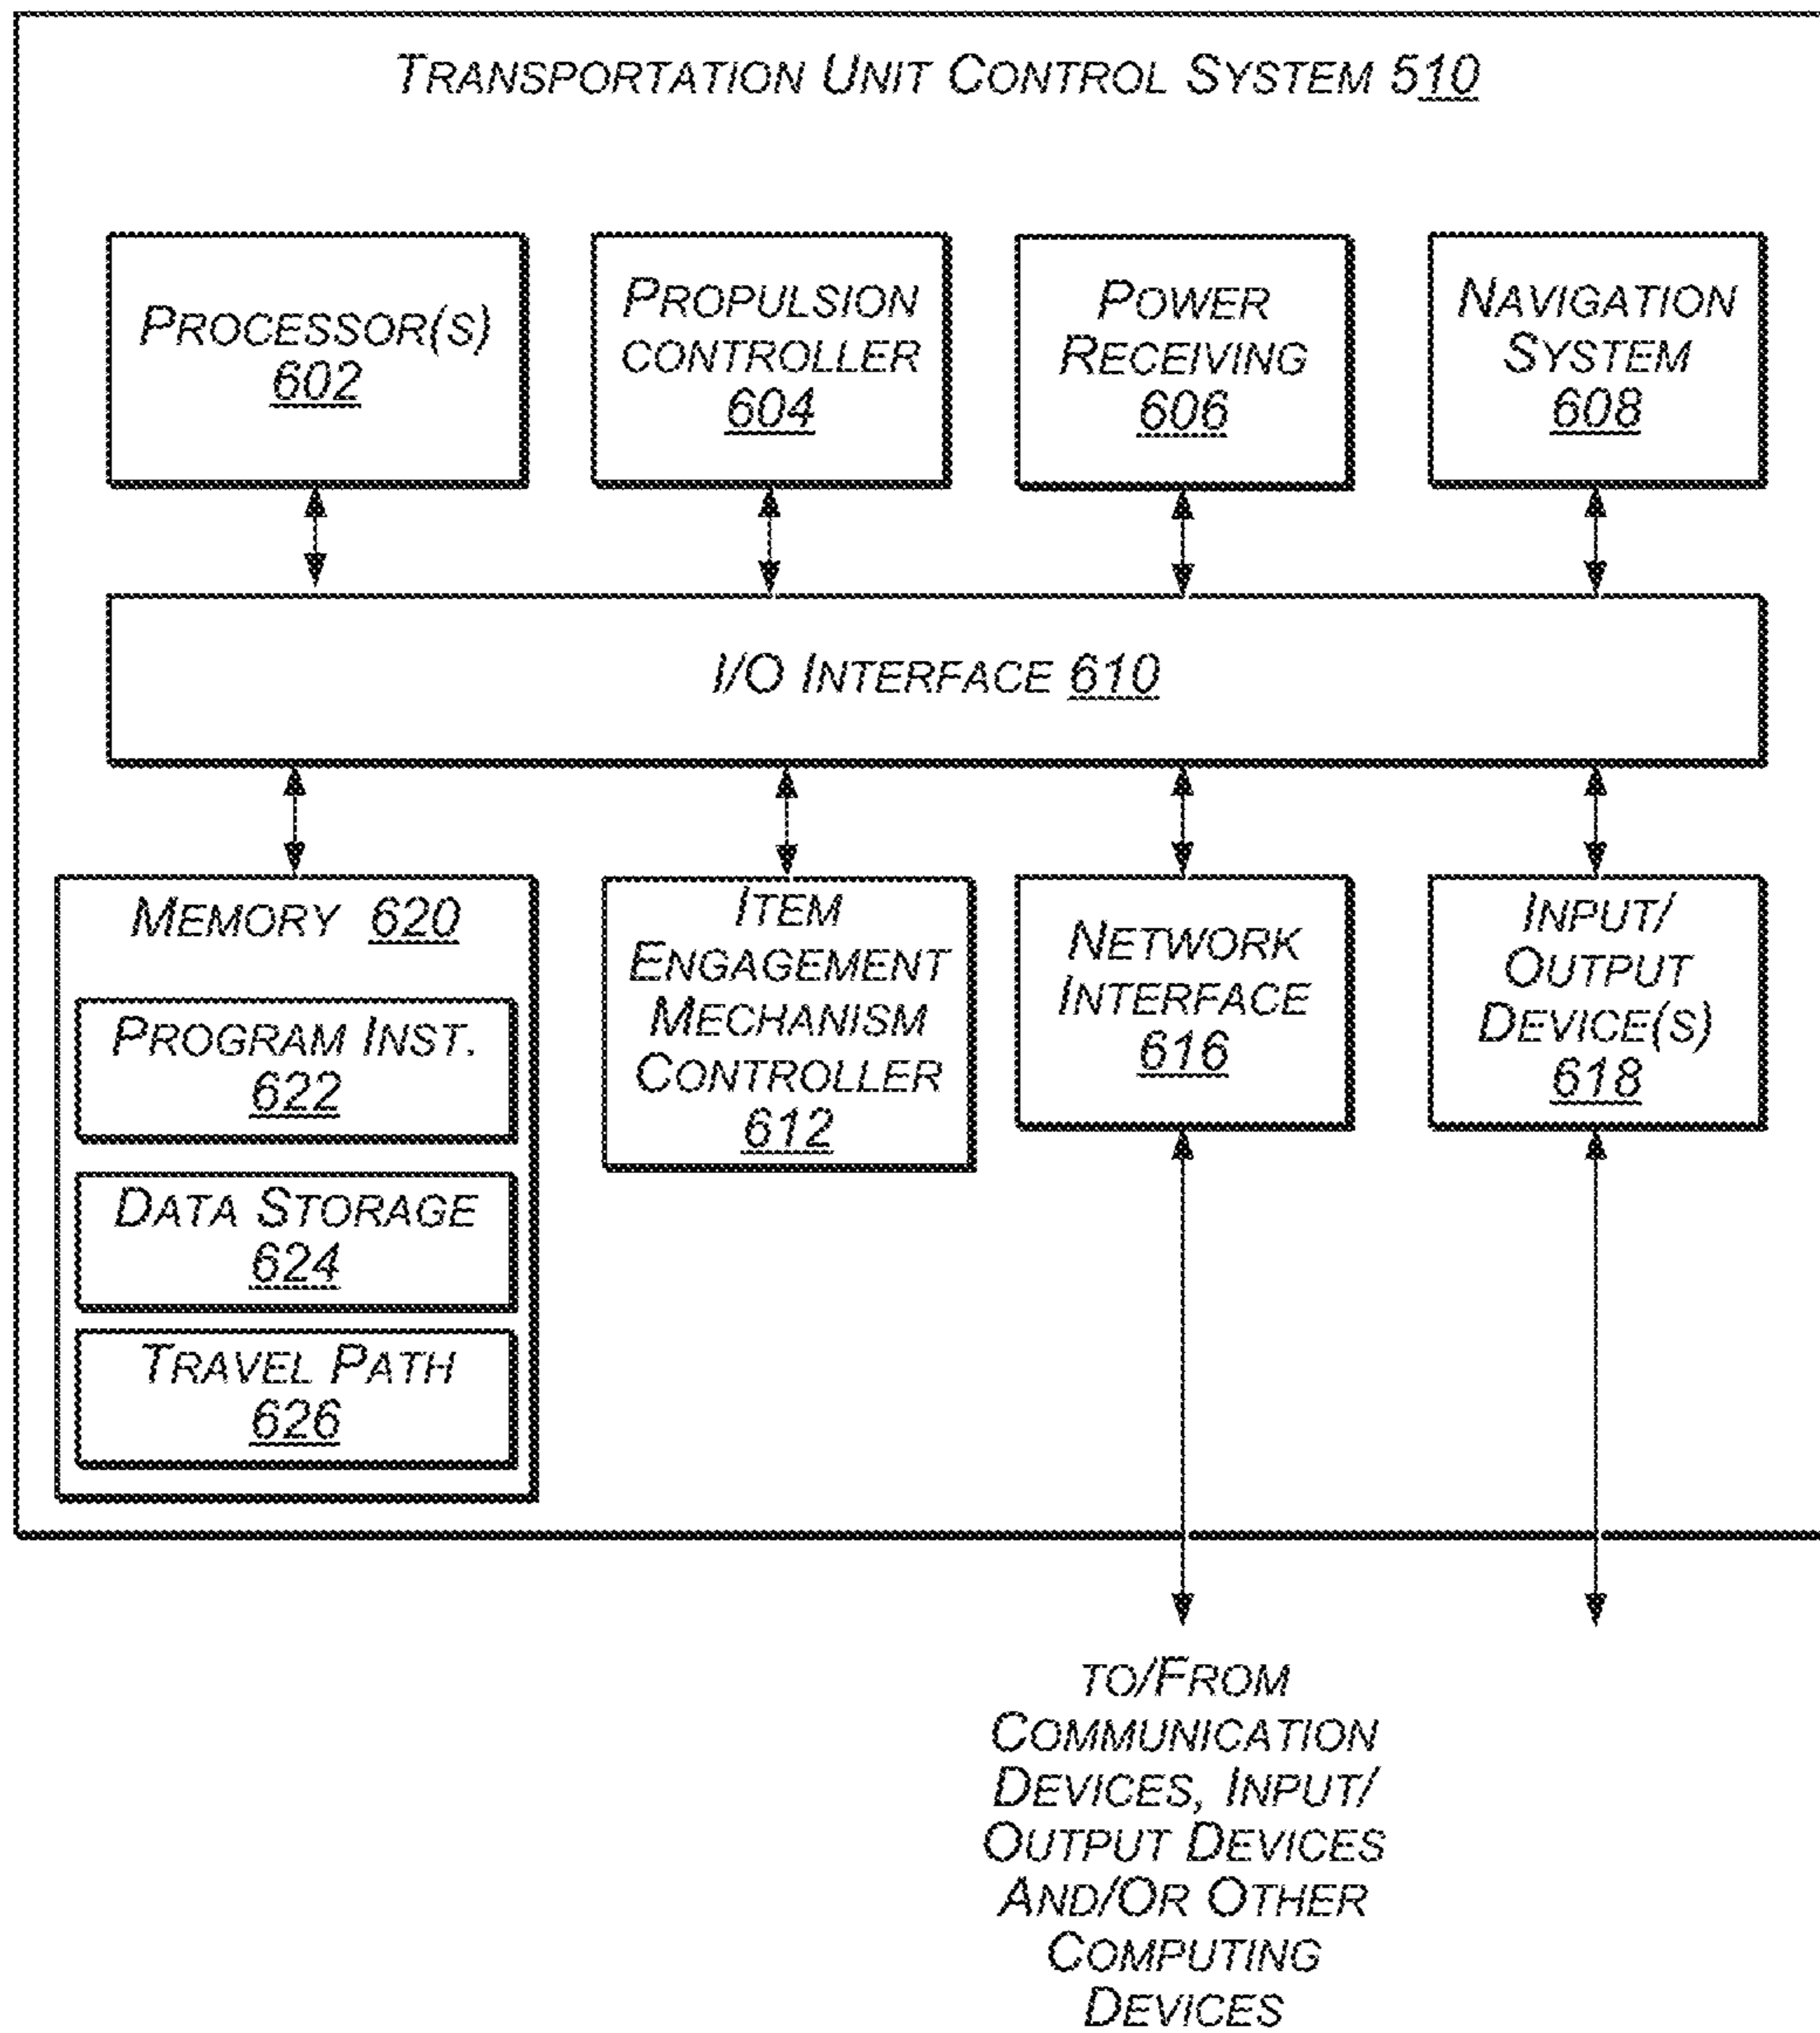 TRANSPORTATION UNIT CONTROL SYSTEM 510
PROCESSOR(S)
602
PROPULSION
CONTROLLER
604
POWER
RECEIVING
606
NAVIGATION
SYSTEM
608
I/O INTERFACE 610
MEMORY 620
PROGRAM INST.
622
DATA STORAGE
624
TRAVEL PATH
626
ITEM
ENGAGEMENT
MECHANISM
CONTROLLER
612
NETWORK
INTERFACE
616
INPUT/
OUTPUT
DEVICE(S)
618
TO/FROM
COMMUNICATION
DEVICES, INPUT/
OUTPUT DEVICES
AND/OR OTHER
COMPUTING
DEVICES